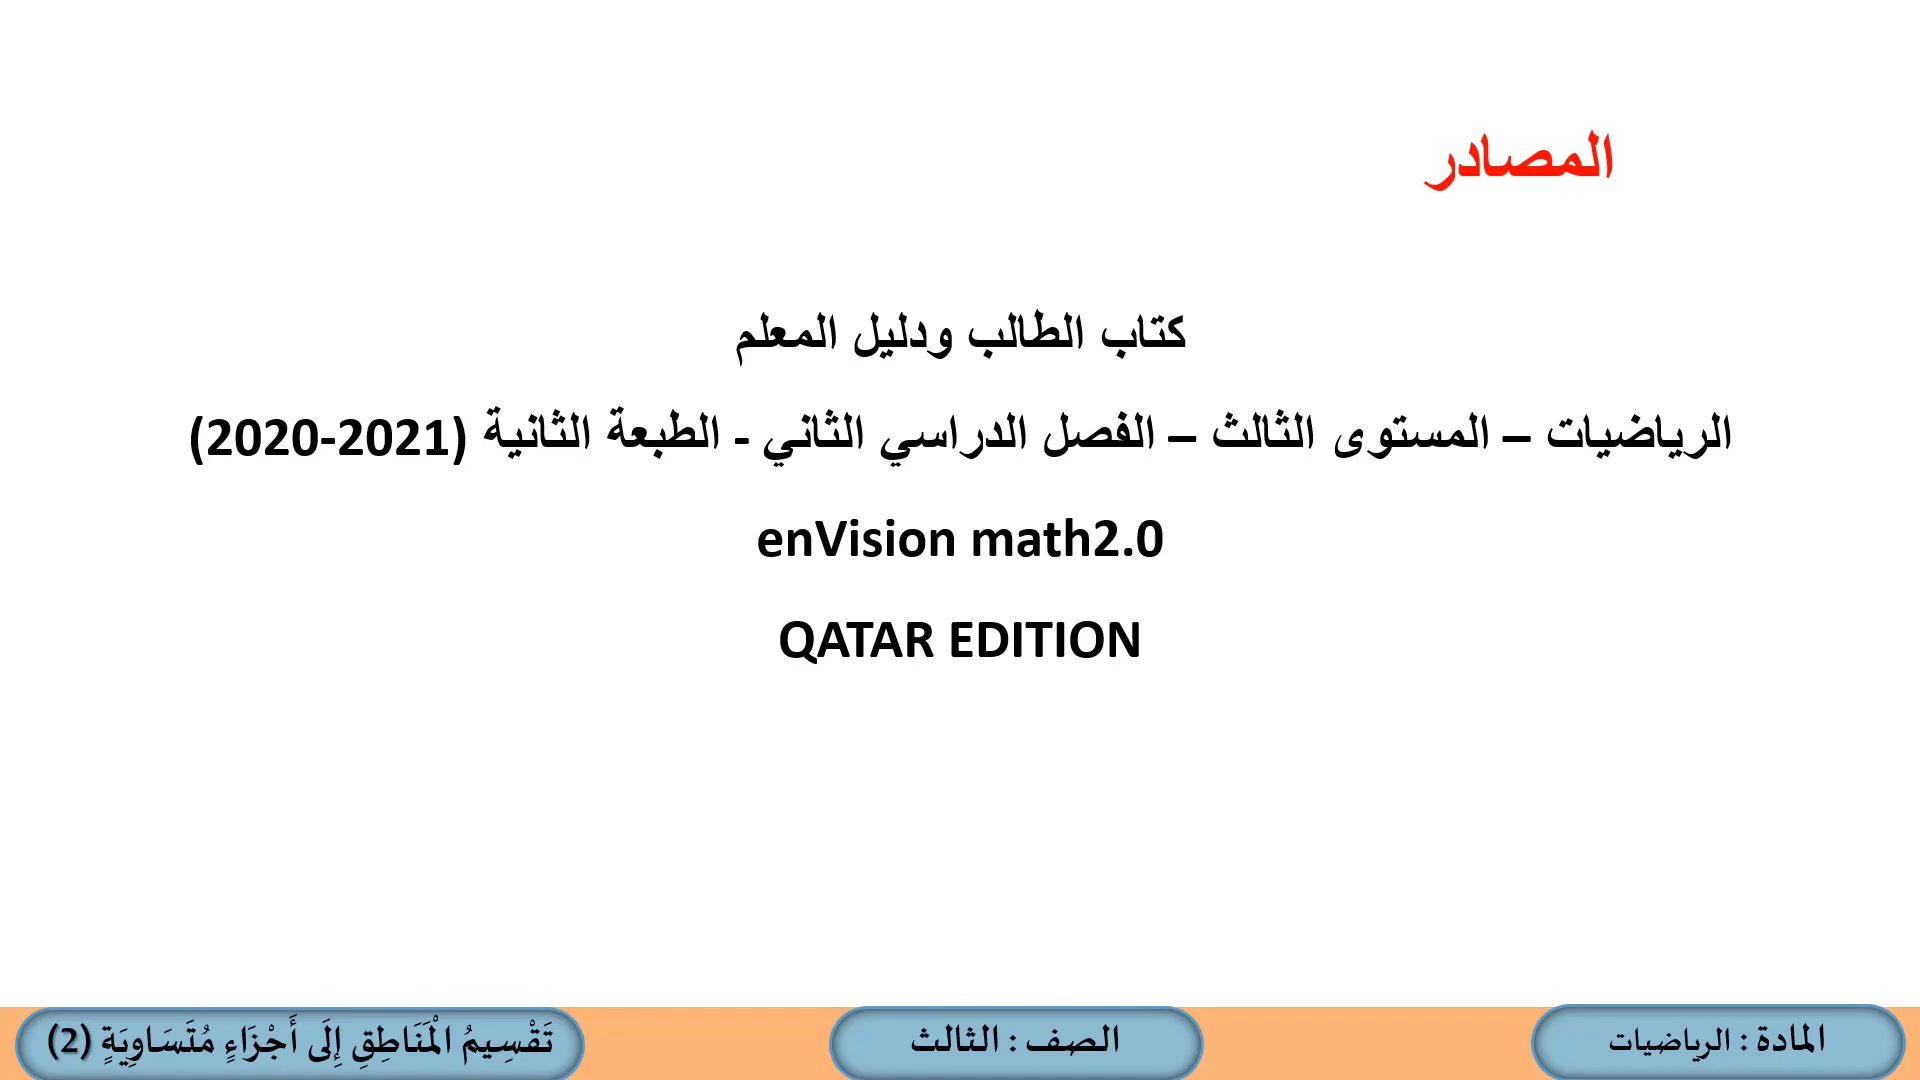 المصادر
كتاب الطالب ودليل المعلم
الرياضيات – المستوى الثالث – الفصل الدراسي الثاني - الطبعة الثانية (2020-2021)
enVision math2.0
QATAR EDITION
المادة : الرياضيات
الصف : الثالث
تَقْسِيمُ الْمَنَاطِقِ إِلَى أَجْزَاءٍ مُتَسَاوِيَةٍ (2)